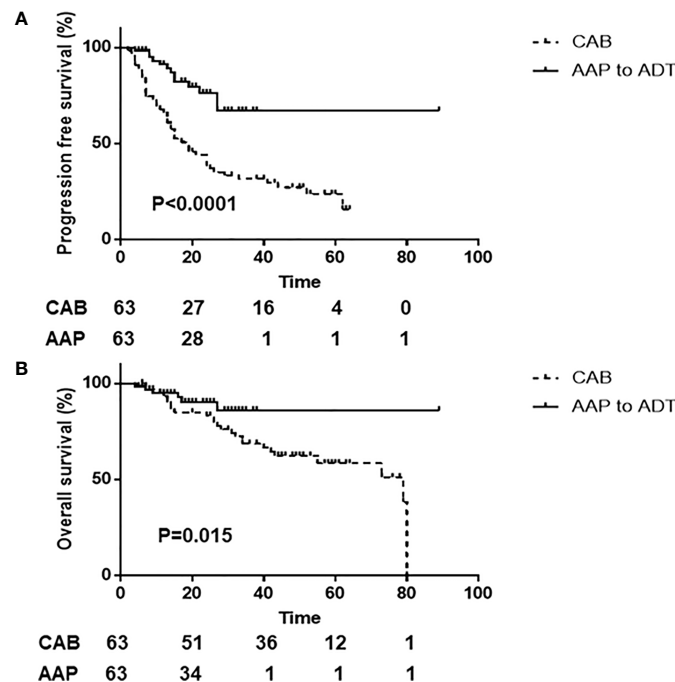 A
Progression free survival (%)
100
50
0
0 20 40 60 80 100
Time
P<0.0001
CAB
AAP to ADT
CAB 63 27 16 4 0
AAP 63 28 1 1 1
B
Overall survival (%)
100
50
0
0 20 40 60 80 100
Time
P=0.015
CAB
AAP to ADT
CAB 63 51 36 12 1
AAP 63 34 1 1 1